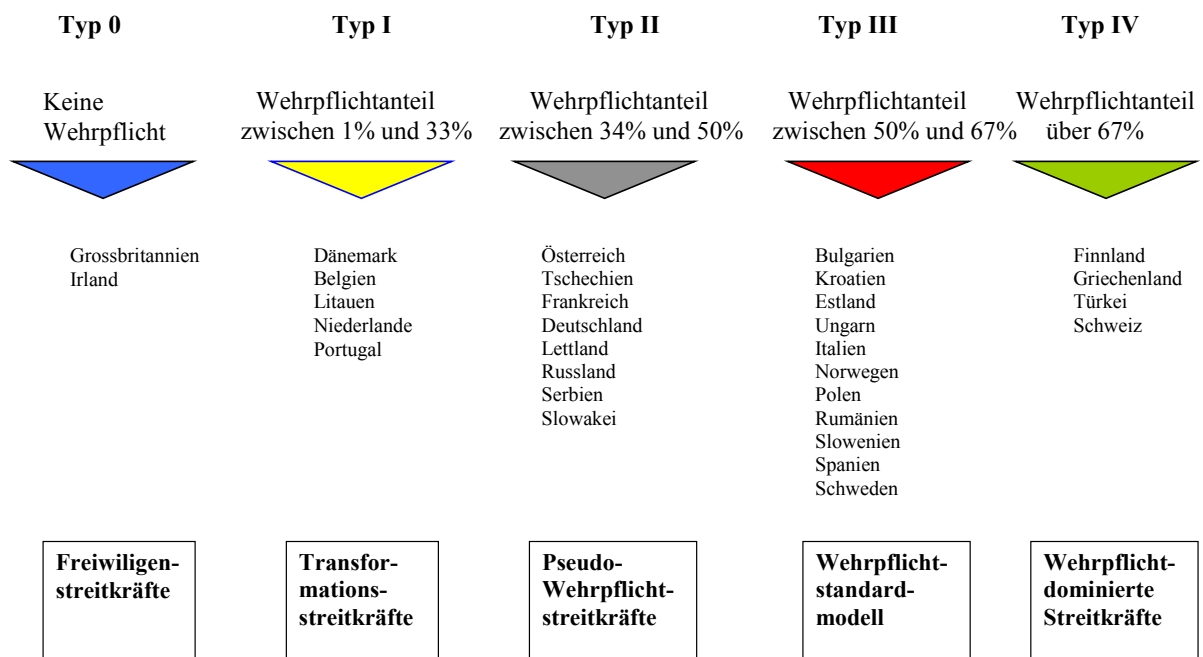 Typ 0
Typ I
Typ II
Typ III
Typ IV
Keine
Wehrpflicht
Wehrpflichtanteil
zwischen 1% und 33%
Wehrpflichtanteil
zwischen 34% und 50%
Wehrpflichtanteil
zwischen 50% und 67%
Wehrpflichtanteil
über 67%
Grossbritannien
Irland
Dänemark
Belgien
Litauen
Niederlande
Portugal
Österreich
Tschechien
Frankreich
Deutschland
Lettland
Russland
Serbien
Slowakei
Bulgarien
Kroatien
Estland
Ungarn
Italien
Norwegen
Polen
Rumänien
Slowenien
Spanien
Schweden
Finnland
Griechenland
Türkei
Schweiz
Freiwiligen-
streitkräfte
Transfor-
mations-
streitkräfte
Pseudo-
Wehrpflicht-
streitkräfte
Wehrpflicht-
standard-
modell
Wehrpflicht-
dominierte
Streitkräfte